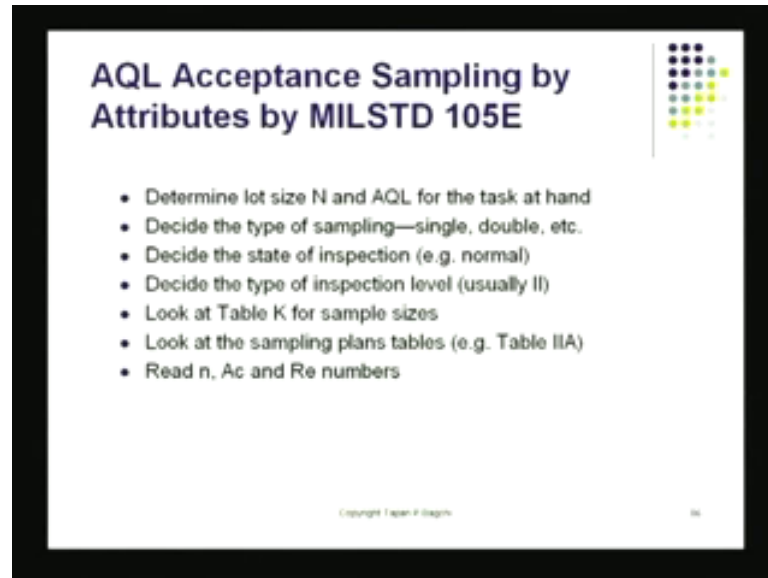 AQL Acceptance Sampling by
Attributes by MILSTD 105E
• Determine lot size N and AQL for the task at hand
• Decide the type of sampling—single, double, etc.
• Decide the state of inspection (e.g. normal)
• Decide the type of inspection level (usually II)
• Look at Table K for sample sizes
• Look at the sampling plans tables (e.g. Table IIA)
• Read n, Ac and Re numbers
Copyright Tapan P Bagchi